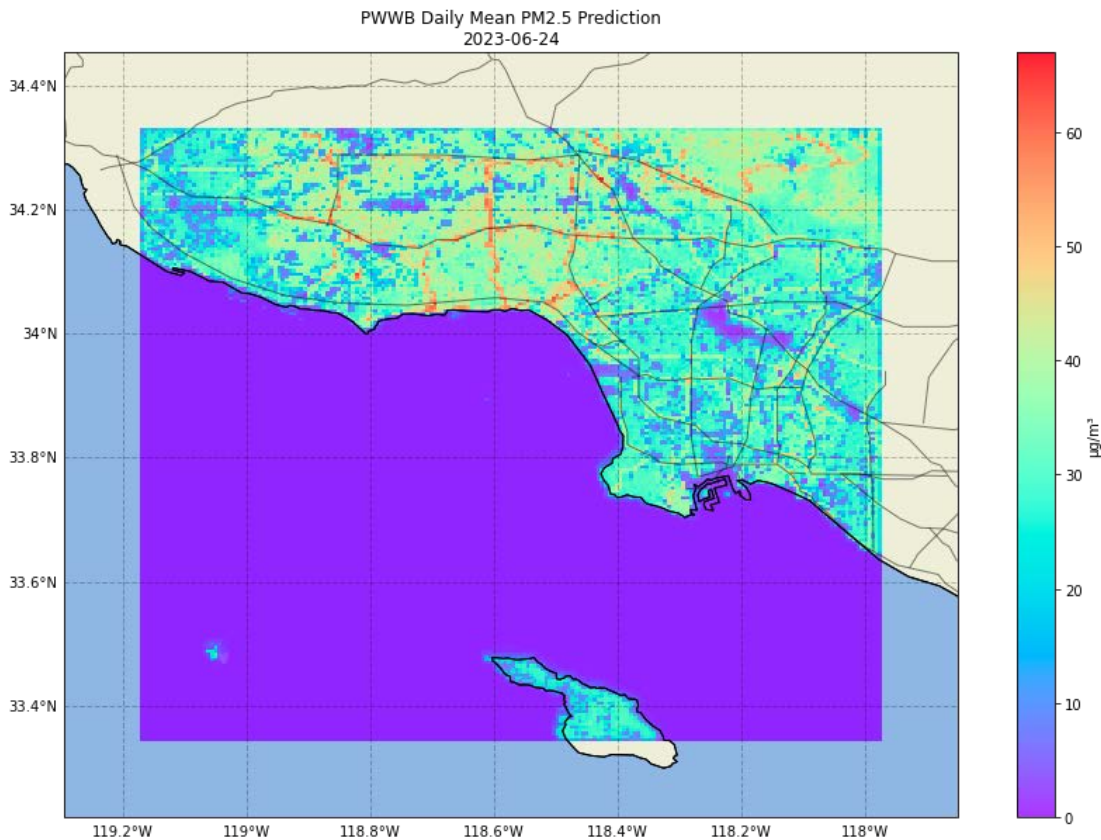 PWWB Daily Mean PM2.5 Prediction
2023-06-24
34.4°N
34.2°N
34°N
33.8°N
33.6°N
33.4°N
119.2°W
119°W
118.8°W
118.6°W
118.4°W
118.2°W
118°W
60
50
40
30
20
10
0
µg/m³